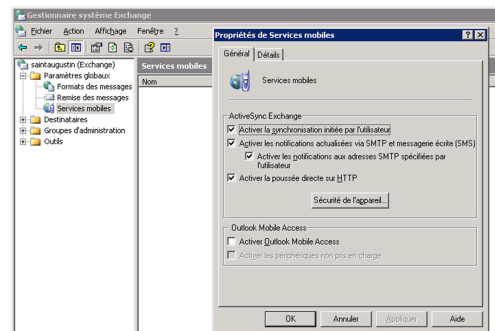 Gestionnaire système Exchange
Fichier Action Affichage Fenêtre ?
saintaugustin (Exchange)
Paramètres globaux
Formats des messages
Remise des messages
Services mobiles
Destinataires
Groupes d'administration
Outils
Services mobiles
Nom
Propriétés de Services mobiles
Général Détails
Services mobiles
ActiveSync Exchange
Activer la synchronisation initiée par l'utilisateur
Activer les notifications actualisées via SMTP et messagerie écrite (SMS)
Activer les notifications aux adresses SMTP spécifiées par
l'utilisateur
Activer la poussée directe sur HTTP
Sécurité de l'appareil...
Outlook Mobile Access
Activer Outlook Mobile Access
Activer les périphériques non pris en charge
OK Annuler Appliquer Aide